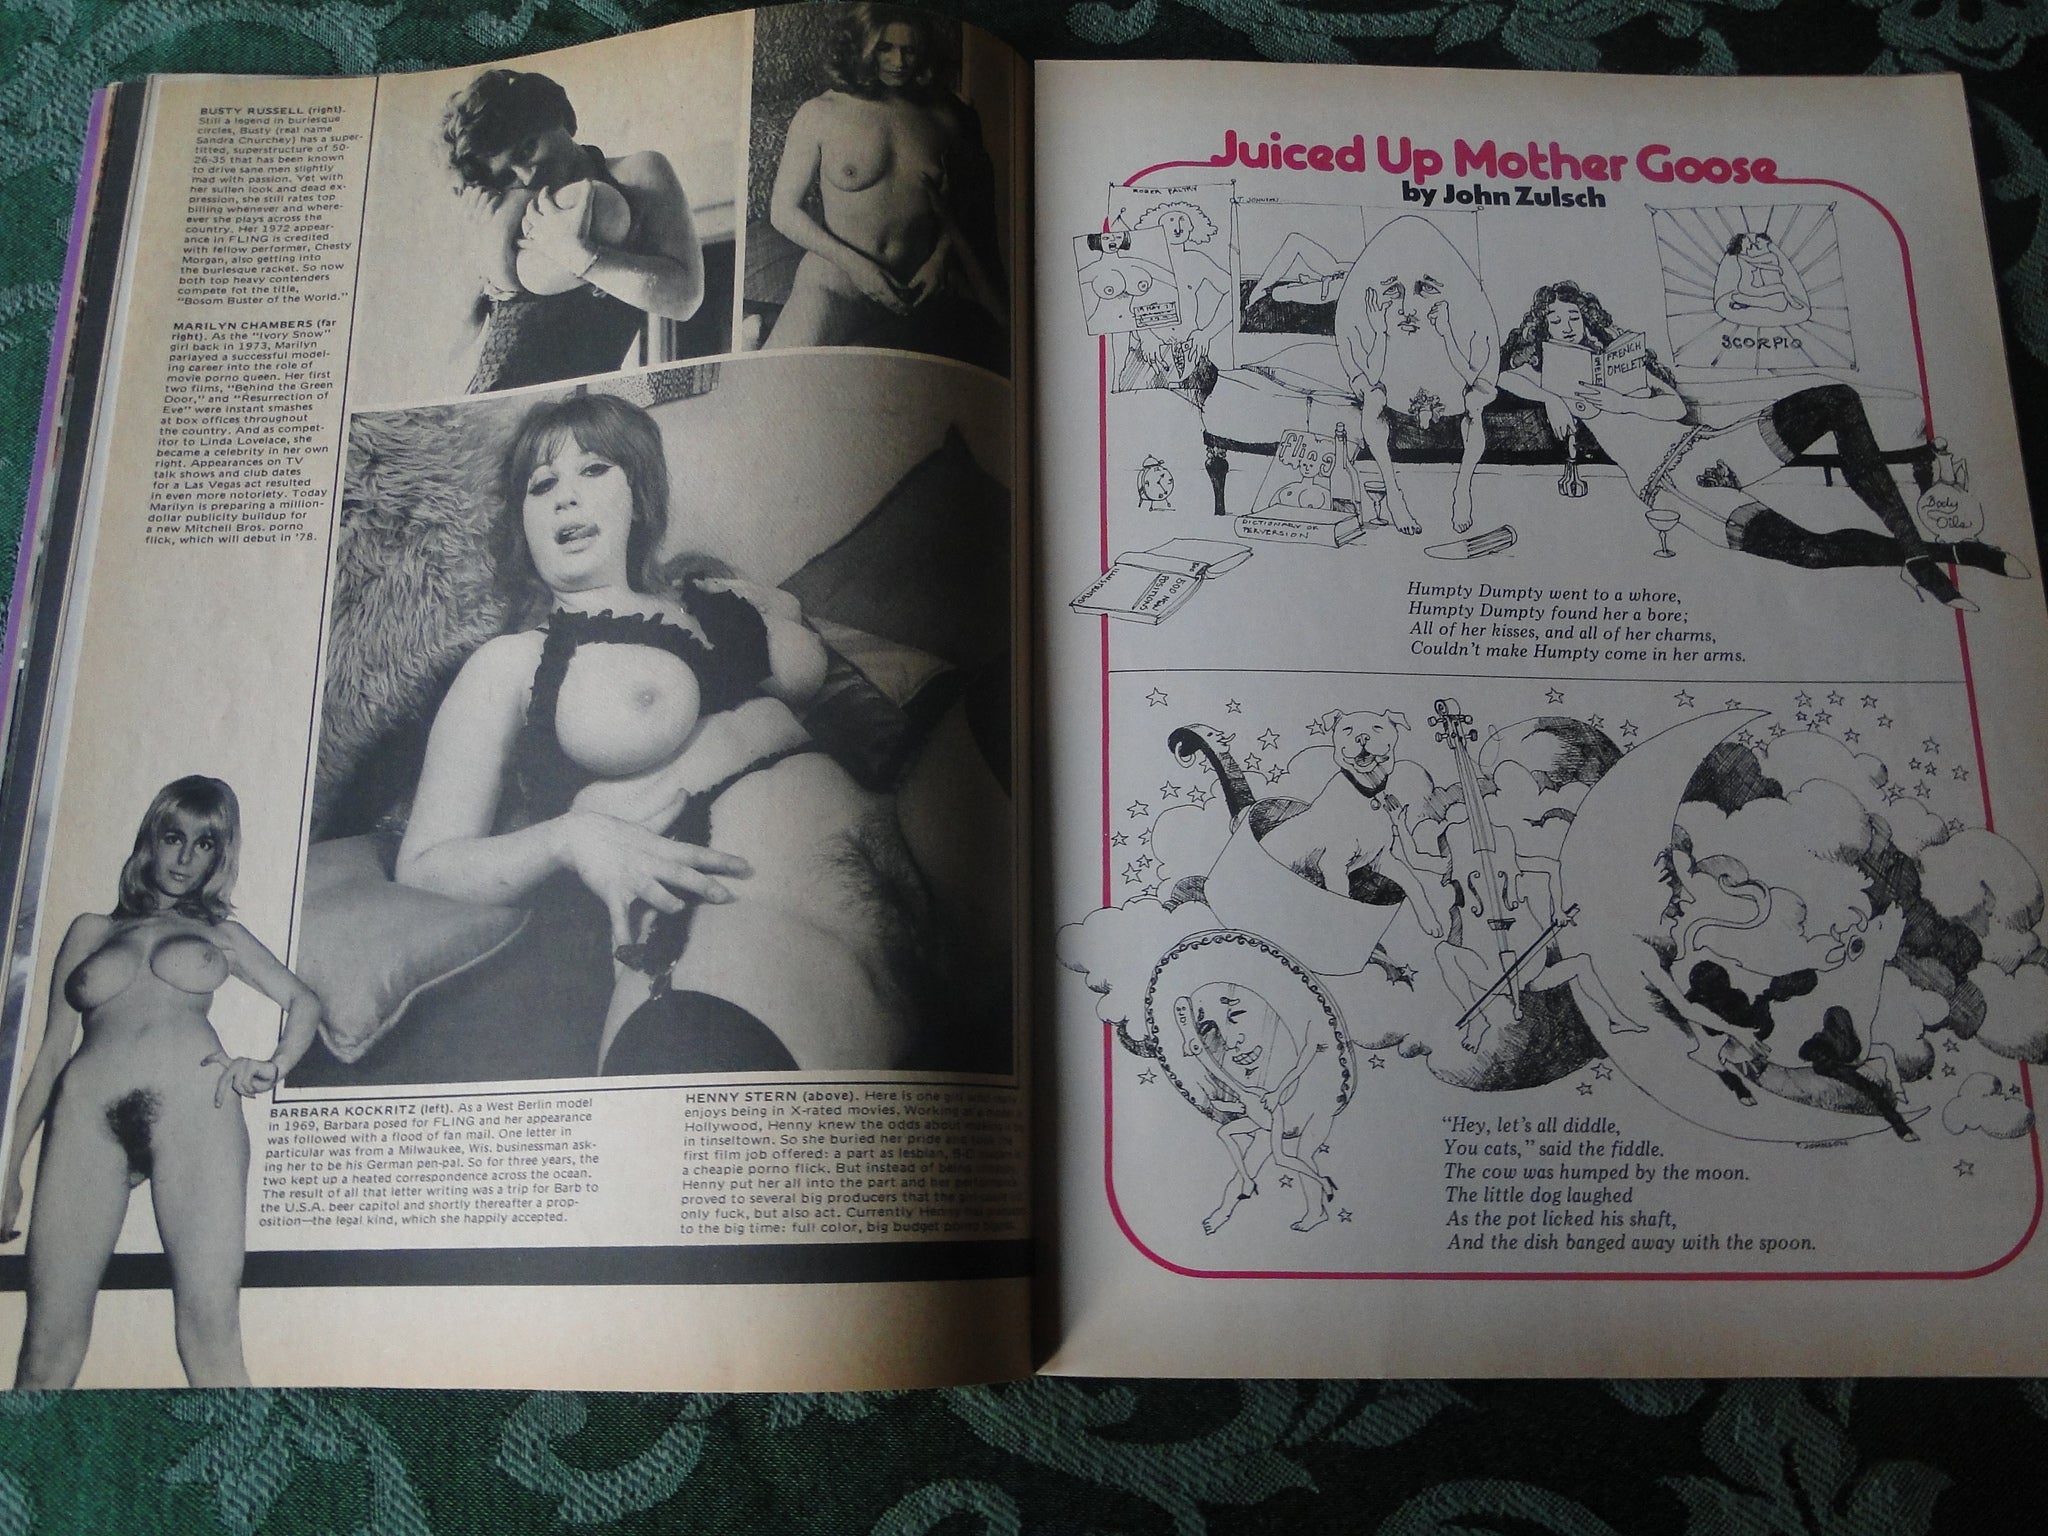 BUSTY RUSSELL (right).
Still a legend in burlesque
circles, Busty (real name
Sandra Churchey) has a super-
titted, superstructure of 50-
26-35 that has been known
to drive sane men slightly
mad with passion. Yet with
her sullen look and dead ex-
pression, she still rates top
billing whenever and where-
ever she plays across the
country. Her 1972 appear-
ance in FLING is credited
with fellow performer, Chesty
Morgan, also getting into
the burlesque racket. So now
both top heavy contenders
compete fot the title,
"Bosom Buster of the World."
MARILYN CHAMBERS (far
right). As the "Ivory Snow"
girl back in 1973, Marilyn
parlayed a successful model-
ing career into the role of
movie porno queen. Her first
two films, "Behind the Green
Door," and "Resurrection of
Eve" were instant smashes
at box offices throughout
the country. And as compet-
itor to Linda Lovelace, she
became a celebrity in her own
right. Appearances on TV
talk shows and club dates
for a Las Vegas act resulted
in even more notoriety. Today
Marilyn is preparing a million-
dollar publicity buildup for
a new Mitchell Bros. porno
flick, which will debut in '78.
BARBARA KOCKRITZ (left). As a West Berlin model
in 1969, Barbara posed for FLING and her appearance
was followed with a flood of fan mail. One letter in
particular was from a Milwaukee, Wis. businessman ask-
ing her to be his German pen-pal. So for three years, the
two kept up a heated correspondence across the ocean.
The result of all that letter writing was a trip for Barb to
the U.S.A. beer capitol and shortly thereafter a prop-
osition—the legal kind, which she happily accepted.
HENNY STERN (above). Here is one girl who
enjoys being in X-rated movies. Working as a model in
Hollywood, Henny knew the odds about making it big
in tinseltown. So she buried her pride and took the
first film job offered: a part as lesbian, in
a cheapie porno flick. But instead of being
Henny put her all into the part and her
proved to several big producers that the girl could not
only fuck, but also act. Currently Henny has
to the big time: full color, big budget porno
Juiced Up Mother Goose
by John Zulsch
T. JOHNSON
SCORPIO
FRENCH
OMELETS
fling
DICTIONARY OF
PERVERSION
Body
Oils
ILLUSTRATED
500 NEW
POSITIONS
Humpty Dumpty went to a whore,
Humpty Dumpty found her a bore;
All of her kisses, and all of her charms,
Couldn't make Humpty come in her arms.
"Hey, let's all diddle,
You cats," said the fiddle.
The cow was humped by the moon.
The little dog laughed
As the pot licked his shaft,
And the dish banged away with the spoon.